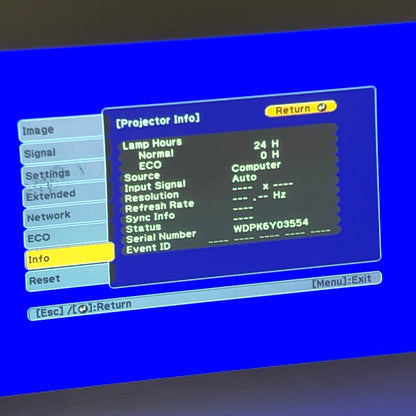 [Projector Info]
Return
Image
Signal
Settings
Extended
Network
ECO
Info
Reset
Lamp Hours
Normal 24 H
ECO 0 H
Source Computer
Input Signal Auto
Resolution ---- x ----
Refresh Rate --- . -- Hz
Sync Info ----
Status ----
Serial Number WDPK6Y03554
Event ID ---- ---- ---- ---- ----
[Esc] /[ ]:Return
[Menu]:Exit